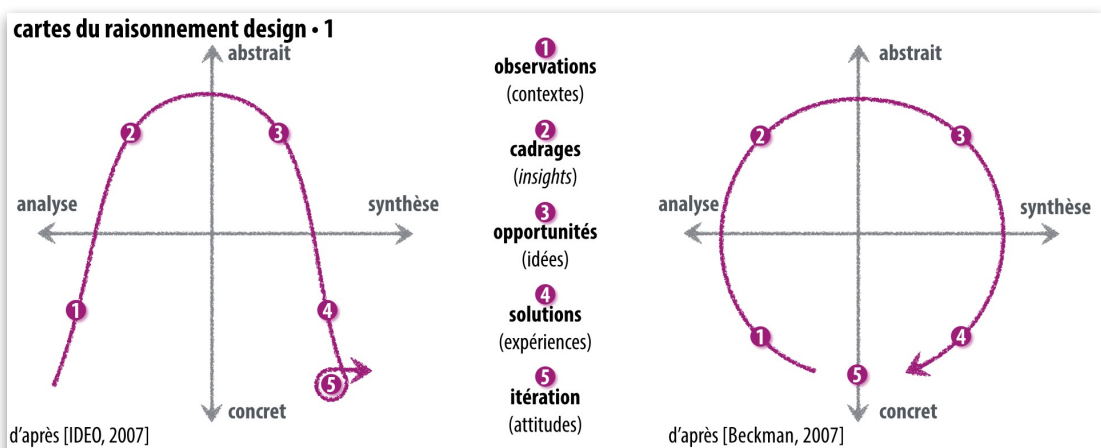 cartes du raisonnement design • 1
abstrait
2
3
analyse
synthèse
1
4
5
concret
d'après [IDEO, 2007]
1
observations
(contextes)
2
cadrages
(insights)
3
opportunités
(idées)
4
solutions
(expériences)
5
itération
(attitudes)
abstrait
2
3
analyse
synthèse
1
4
5
concret
d'après [Beckman, 2007]